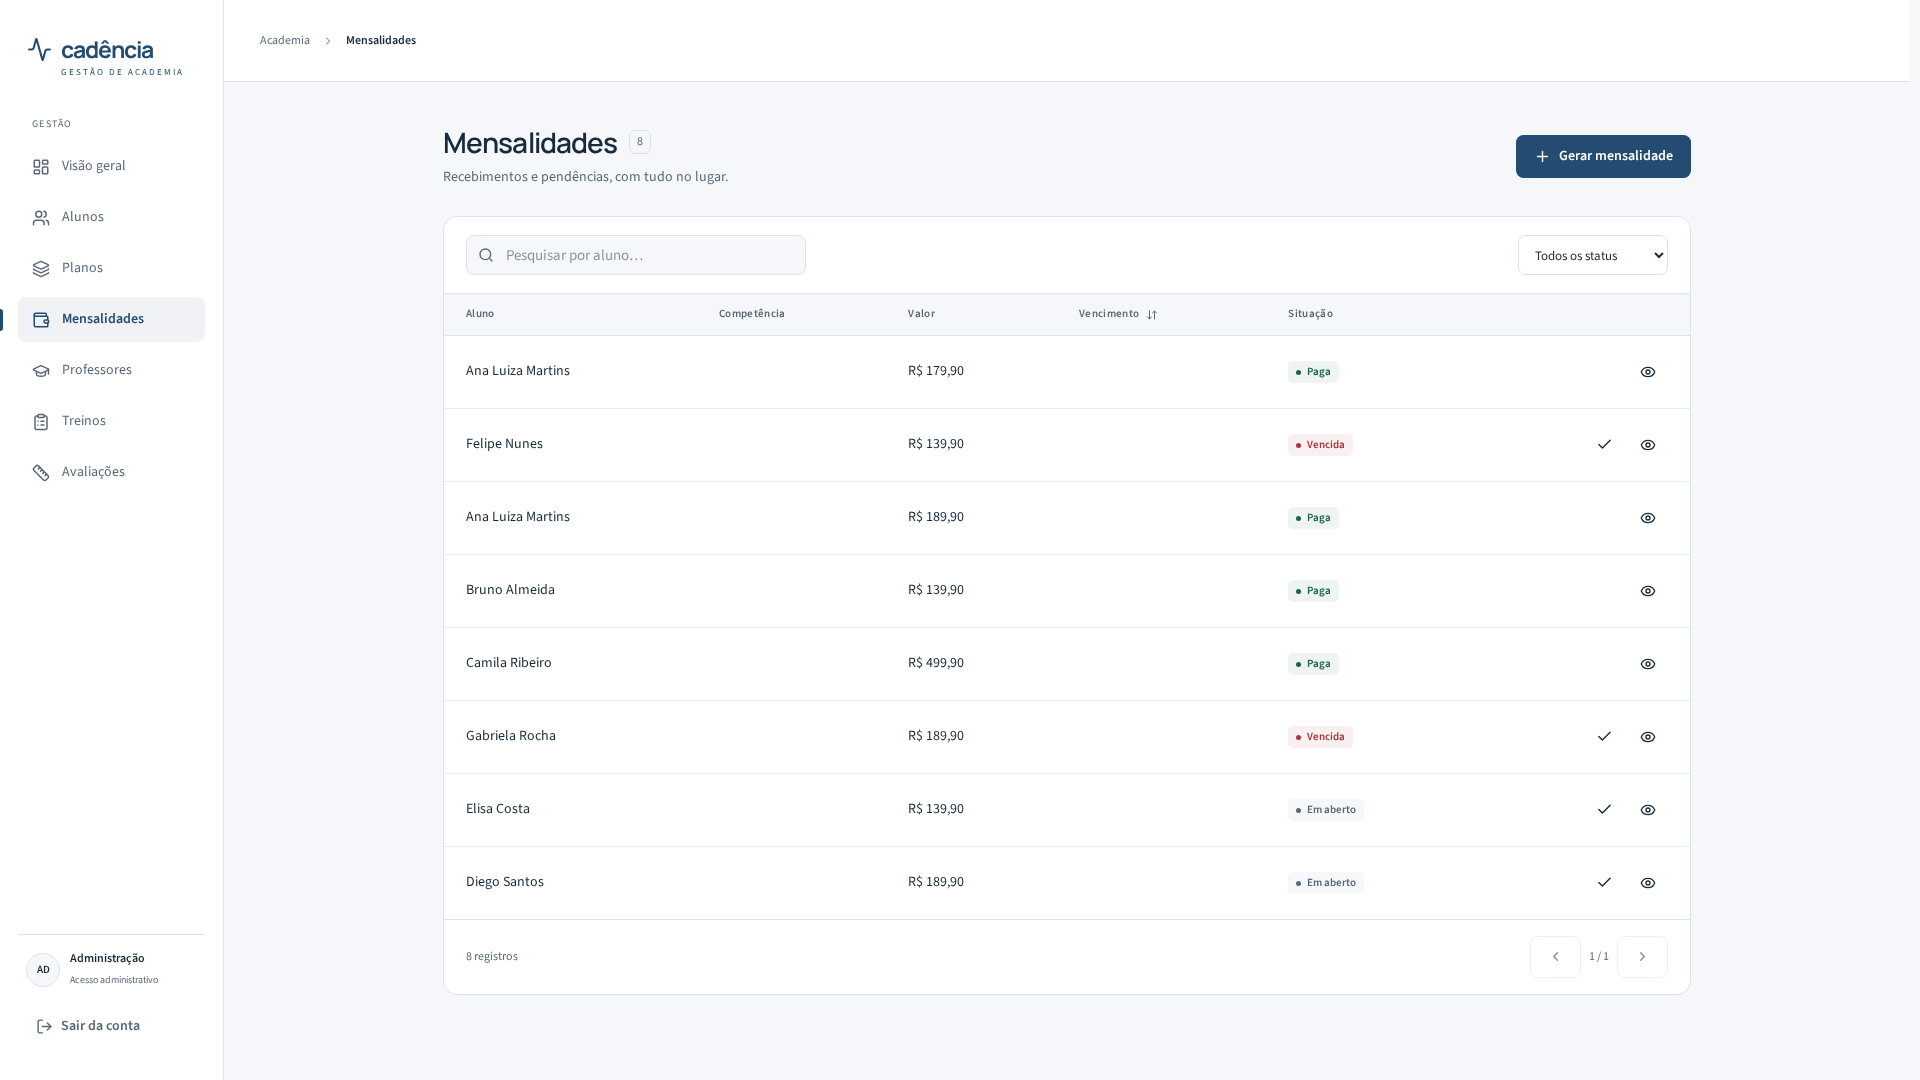 cadência
GESTÃO DE ACADEMIA
GESTÃO
Visão geral
Alunos
Planos
Mensalidades
Professores
Treinos
Avaliações
AD
Administração
Acesso administrativo
Sair da conta
Academia
Mensalidades
Mensalidades 8
Recebimentos e pendências, com tudo no lugar.
Gerar mensalidade
Pesquisar por aluno...
Todos os status
Aluno Competência Valor Vencimento Situação
Ana Luiza Martins R$ 179,90 Paga
Felipe Nunes R$ 139,90 Vencida
Ana Luiza Martins R$ 189,90 Paga
Bruno Almeida R$ 139,90 Paga
Camila Ribeiro R$ 499,90 Paga
Gabriela Rocha R$ 189,90 Vencida
Elisa Costa R$ 139,90 Em aberto
Diego Santos R$ 189,90 Em aberto
8 registros
1 / 1